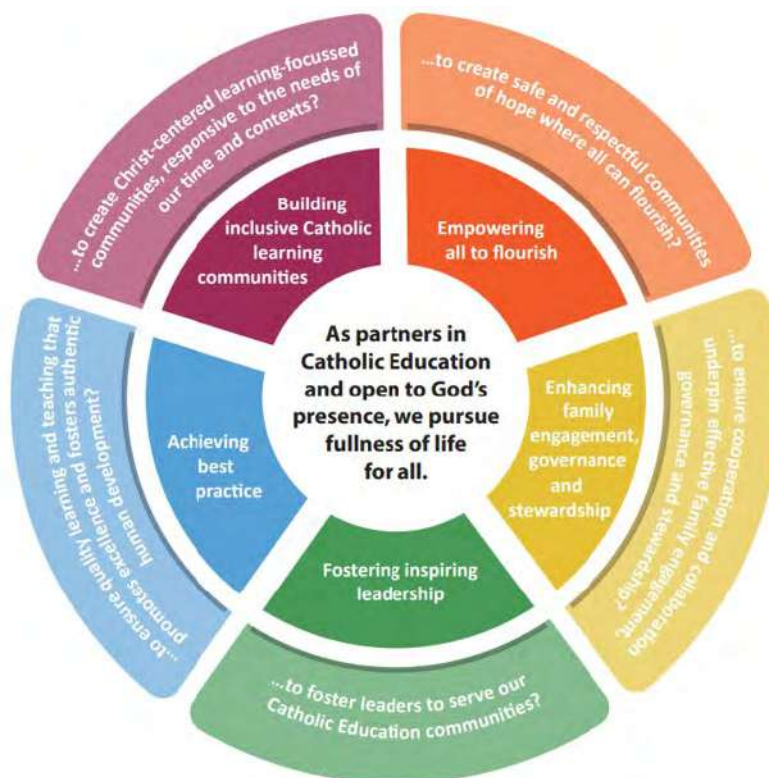 ...to create Christ-centered learning-focussed
communities, responsive to the needs of
our time and contexts?
...to create safe and respectful communities
of hope where all can flourish?
Building
inclusive Catholic
learning
communities
Empowering
all to flourish
As partners in
Catholic Education
and open to God's
presence, we pursue
fullness of life
for all.
...to ensure quality learning and teaching that
promotes excellence and fosters authentic
human development?
Achieving
best
practice
Enhancing
family
engagement,
governance
and
stewardship
...to ensure cooperation and collaboration
underpin effective family engagement,
governance and stewardship?
Fostering inspiring
leadership
...to foster leaders to serve our
Catholic Education communities?